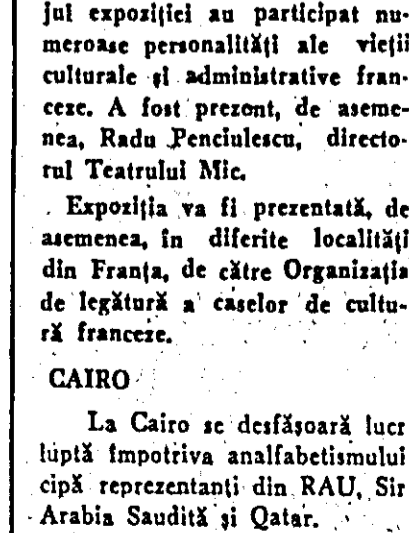 jul expoziției au participat nu-
meroase personalități ale vieții
culturale și administrative fran-
ceze. A fost prezent, de aseme-
nea, Radu Penciulescu, directo-
rul Teatrului Mic.
Expoziția va fi prezentată, de
asemenea, în diferite localități
din Franța, de către Organizația
de legătură a caselor de cultu-
ră franceze.
CAIRO
La Cairo se desfășoară lucr
luptă împotriva analfabetismului
cipă reprezentanți din RAU, Sir
Arabia Saudită și Qatar.